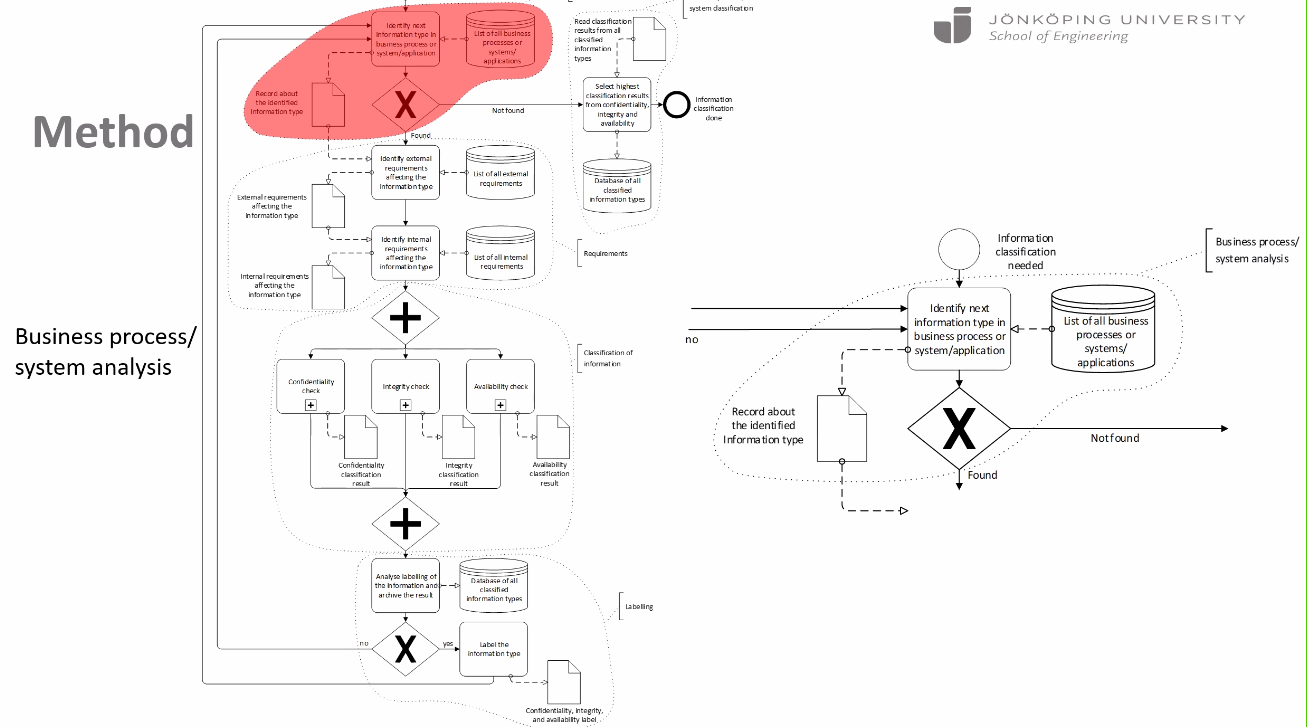 Method
Business process/
system analysis
JÖNKÖPING UNIVERSITY
School of Engineering
Identify next
information type in
business process or
system/application
List of all business
processes or
systems/
applications
Record about
the identified
information type
X
Not found
Found
Read classification
results from all
classified
information
types
system classification
Select highest
classification results
from confidentiality,
integrity and
availability
Information
classification
done
Database of all
classified
information types
Identify external
requirements
affecting the
information type
List of all external
requirements
External requirements
affecting the
information type
Identify internal
requirements
affecting the
information type
List of all internal
requirements
Internal requirements
affecting the
information type
Requirements
Classification of
information
Confidentiality
check
Integrity check
Availability check
Confidentiality
classification
result
Integrity
classification
result
Availability
classification
result
Analyse labelling of
the information and
archive the result
Database of all
classified
information types
Labelling
no
X
yes
Label the
information type
Confidentiality, integrity,
and availability label
Information
classification
needed
Business process/
system analysis
no
Identify next
information type in
business process or
system/application
List of all business
processes or
systems/
applications
Record about
the identified
Information type
X
Not found
Found